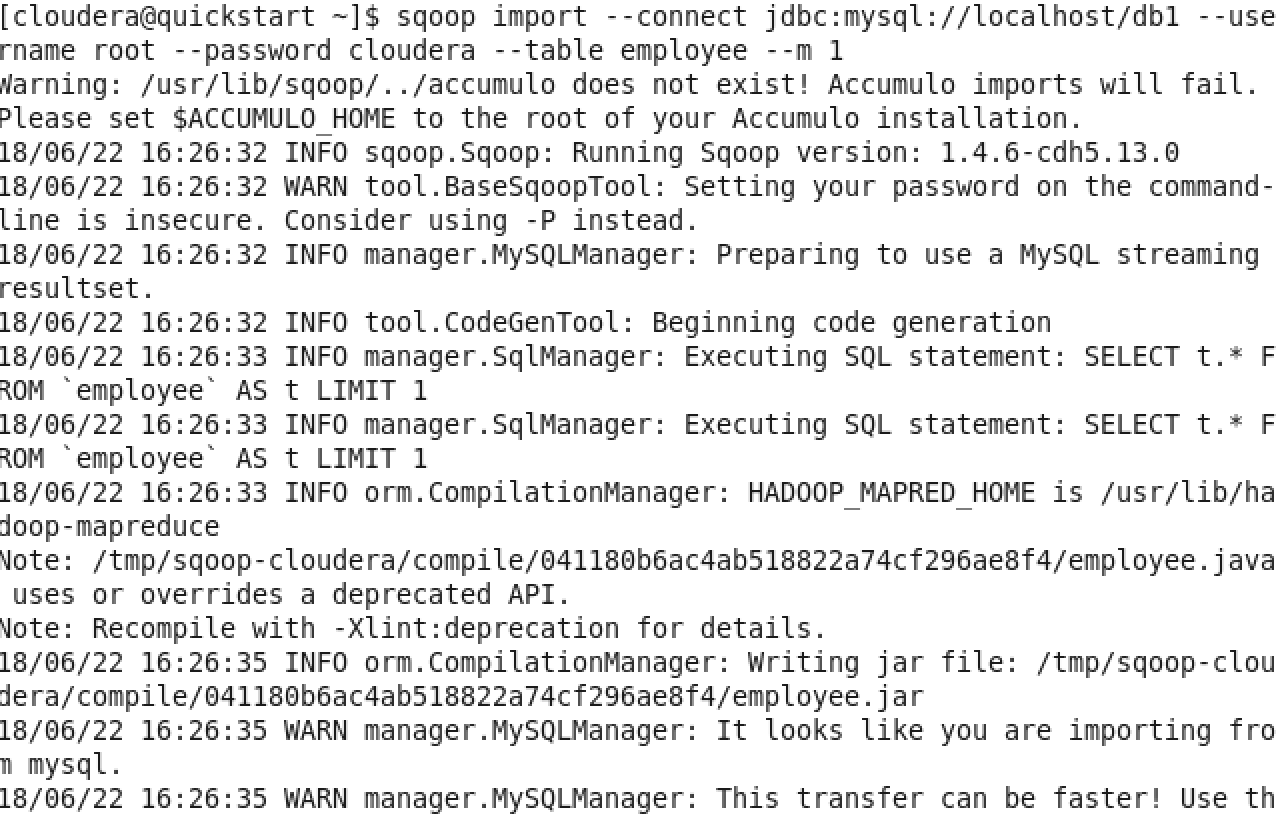 [cloudera@quickstart ~]$ sqoop import --connect jdbc:mysql://localhost/db1 --use
rname root --password cloudera --table employee --m 1
Warning: /usr/lib/sqoop/../accumulo does not exist! Accumulo imports will fail.
Please set $ACCUMULO_HOME to the root of your Accumulo installation.
18/06/22 16:26:32 INFO sqoop.Sqoop: Running Sqoop version: 1.4.6-cdh5.13.0
18/06/22 16:26:32 WARN tool.BaseSqoopTool: Setting your password on the command-
line is insecure. Consider using -P instead.
18/06/22 16:26:32 INFO manager.MySQLManager: Preparing to use a MySQL streaming
resultset.
18/06/22 16:26:32 INFO tool.CodeGenTool: Beginning code generation
18/06/22 16:26:33 INFO manager.SqlManager: Executing SQL statement: SELECT t.* F
ROM `employee` AS t LIMIT 1
18/06/22 16:26:33 INFO manager.SqlManager: Executing SQL statement: SELECT t.* F
ROM `employee` AS t LIMIT 1
18/06/22 16:26:33 INFO orm.CompilationManager: HADOOP_MAPRED_HOME is /usr/lib/ha
doop-mapreduce
Note: /tmp/sqoop-cloudera/compile/041180b6ac4ab518822a74cf296ae8f4/employee.java
 uses or overrides a deprecated API.
Note: Recompile with -Xlint:deprecation for details.
18/06/22 16:26:35 INFO orm.CompilationManager: Writing jar file: /tmp/sqoop-clou
dera/compile/041180b6ac4ab518822a74cf296ae8f4/employee.jar
18/06/22 16:26:35 WARN manager.MySQLManager: It looks like you are importing fro
m mysql.
18/06/22 16:26:35 WARN manager.MySQLManager: This transfer can be faster! Use th